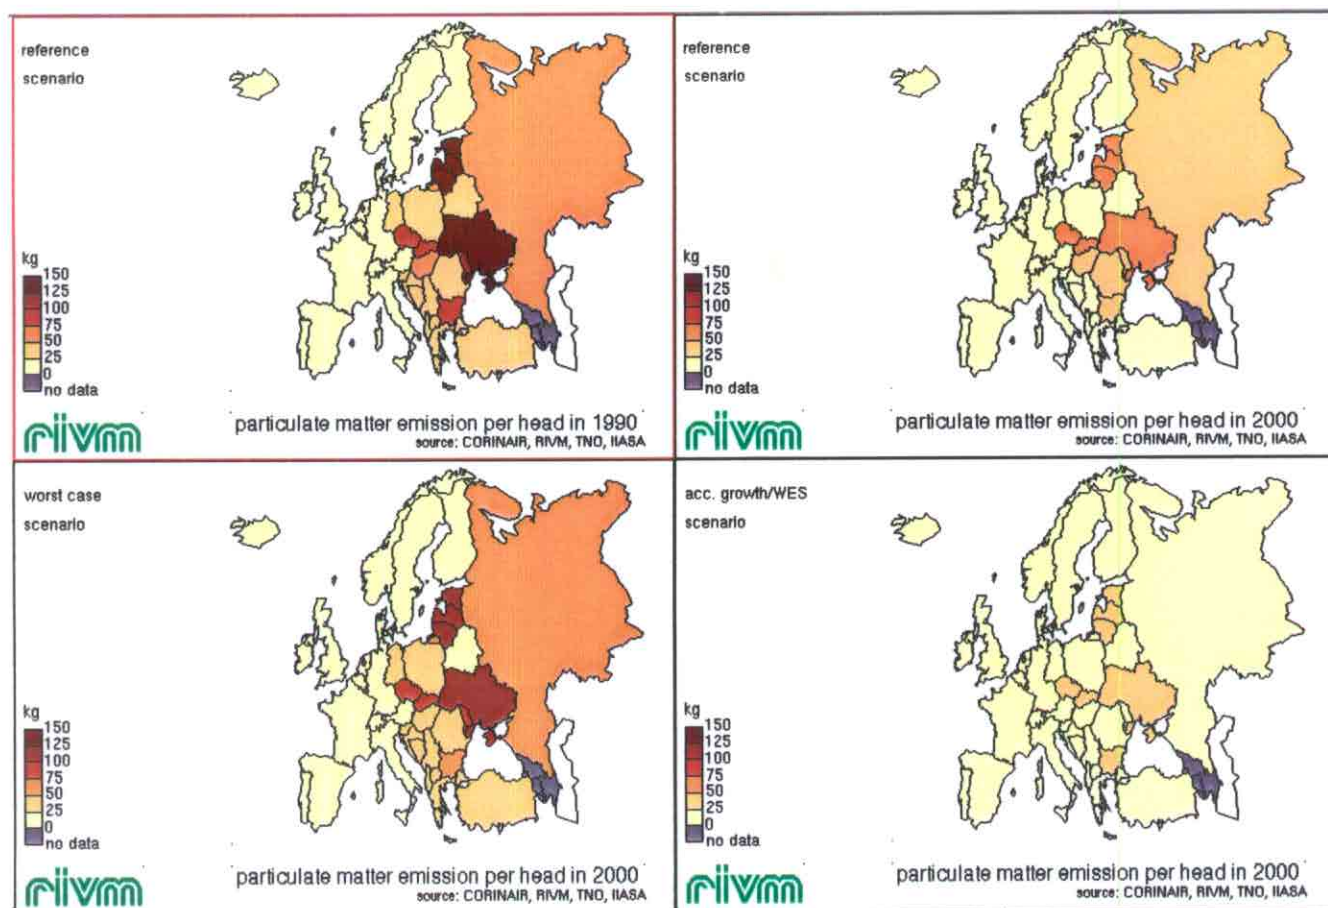 reference
scenario
kg
150
125
100
75
50
25
0
no data
riivm
particulate matter emission per head in 1990
source: CORINAIR, RIVM, TNO, IIASA
reference
scenario
kg
150
125
100
75
50
25
0
no data
riivm
particulate matter emission per head in 2000
source: CORINAIR, RIVM, TNO, IIASA
worst case
scenario
kg
150
125
100
75
50
25
0
no data
riivm
particulate matter emission per head in 2000
source: CORINAIR, RIVM, TNO, IIASA
acc. growth/WES
scenario
kg
150
125
100
75
50
25
0
no data
riivm
particulate matter emission per head in 2000
source: CORINAIR, RIVM, TNO, IIASA